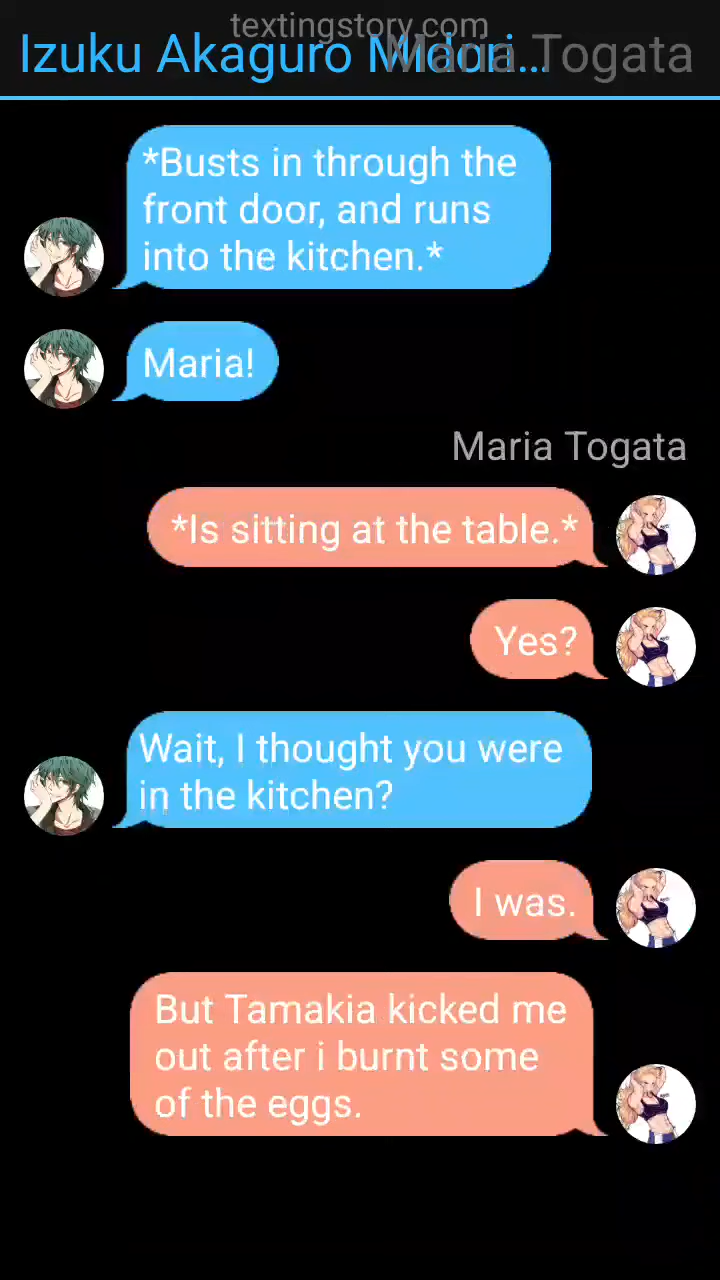 textingstory.com
Izuku Akaguro Midori...
Maria Togata
*Busts in through the
front door, and runs
into the kitchen.*
Maria!
Maria Togata
*Is sitting at the table.*
Yes?
Wait, I thought you were
in the kitchen?
I was.
But Tamakia kicked me
out after i burnt some
of the eggs.